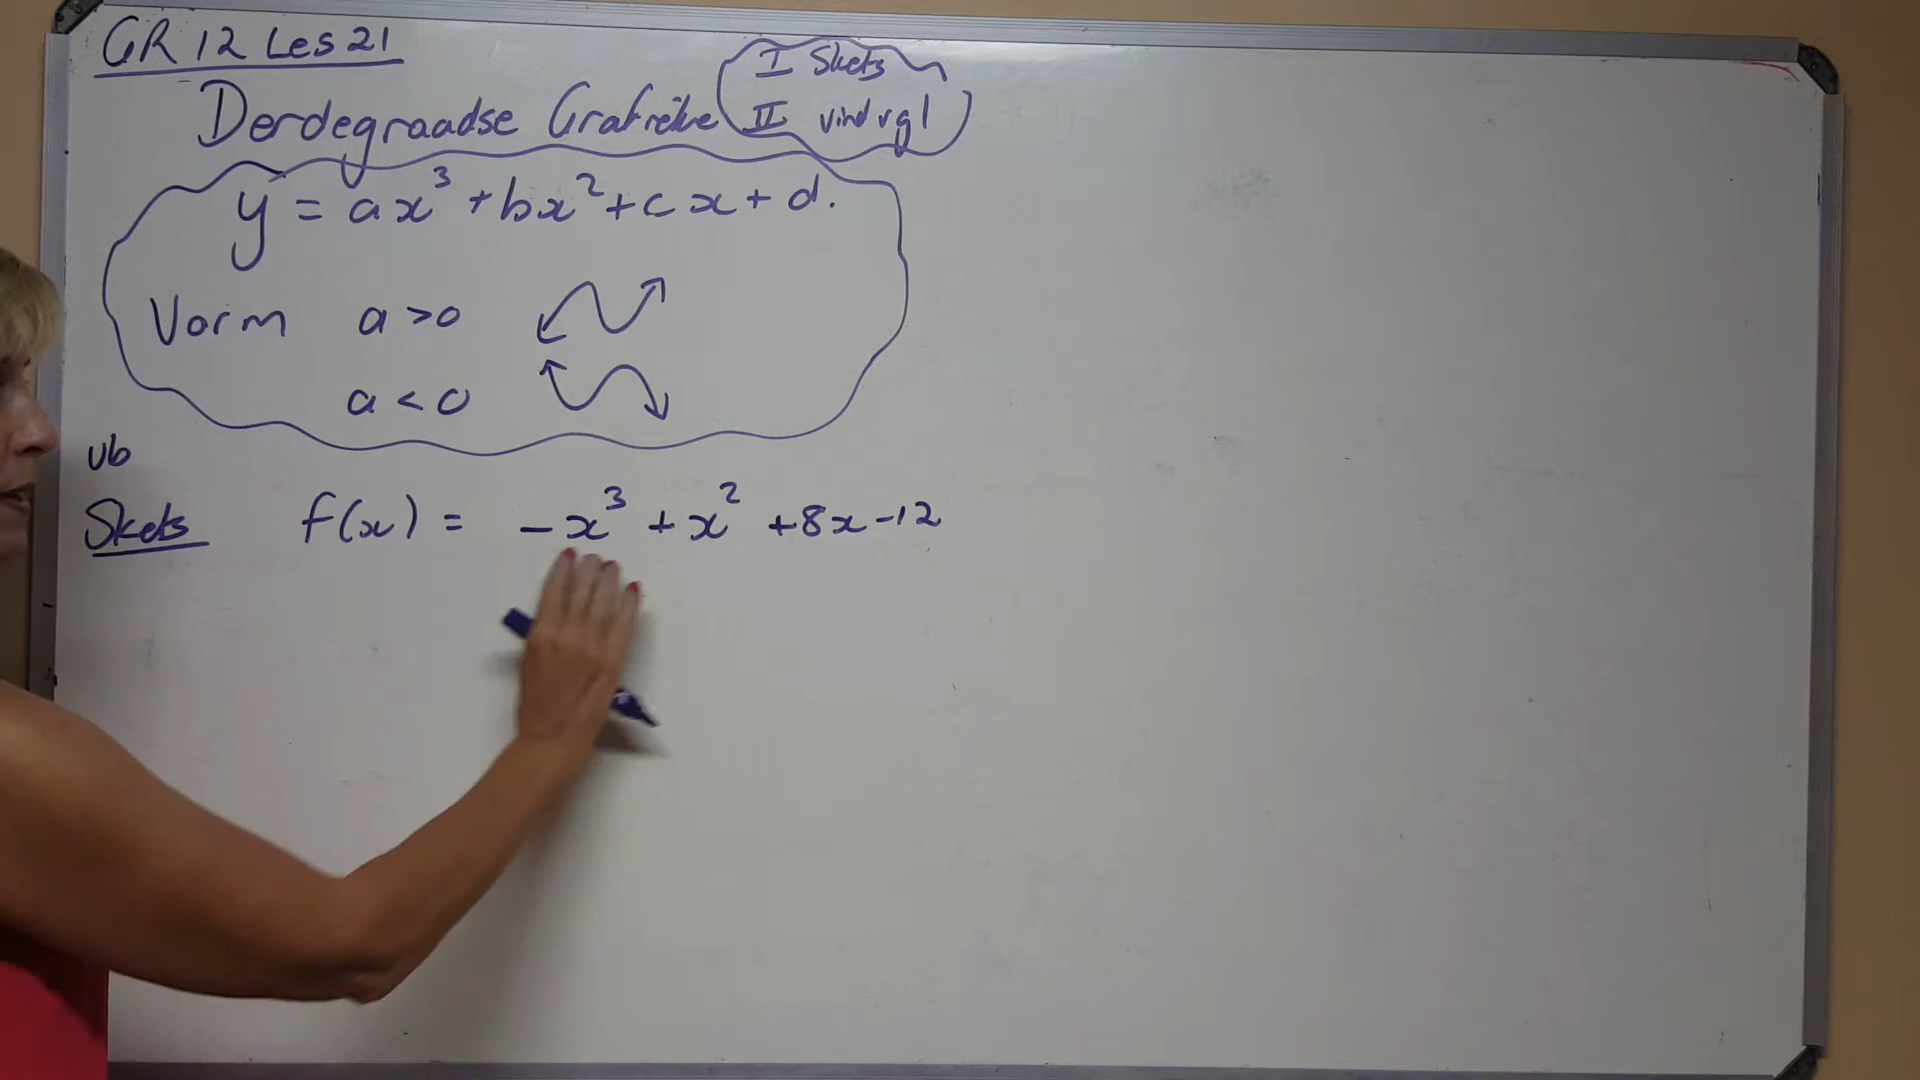 GR 12 Les 21
Derdegraadse Grafieke
I Skets
II vind vgl
y = ax³ + bx² + cx + d.
Vorm a > 0
a < 0
vb
Skets f(x) = -x³ + x² + 8x - 12